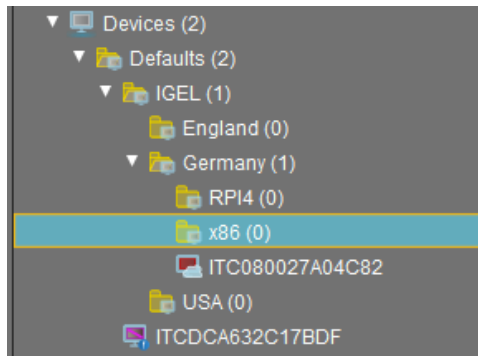 Devices (2)
Defaults (2)
IGEL (1)
England (0)
Germany (1)
RPI4 (0)
x86 (0)
ITC080027A04C82
USA (0)
ITCDCA632C17BDF